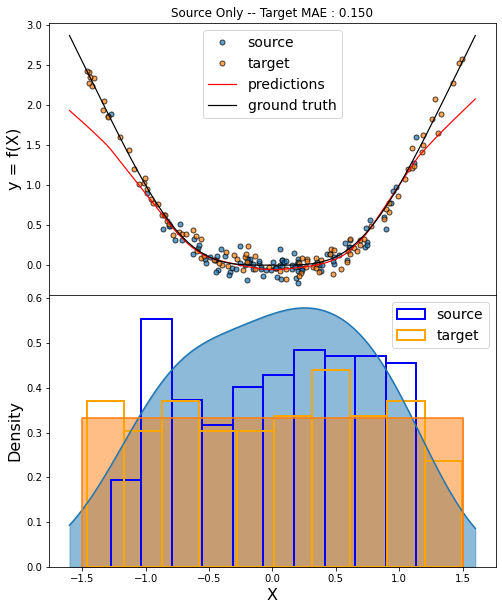 Source Only -- Target MAE : 0.150
source
target
predictions
ground truth
y = f(X)
3.0
2.5
2.0
1.5
1.0
0.5
0.0
source
target
Density
0.6
0.5
0.4
0.3
0.2
0.1
0.0
−1.5 −1.0 −0.5 0.0 0.5 1.0 1.5
X